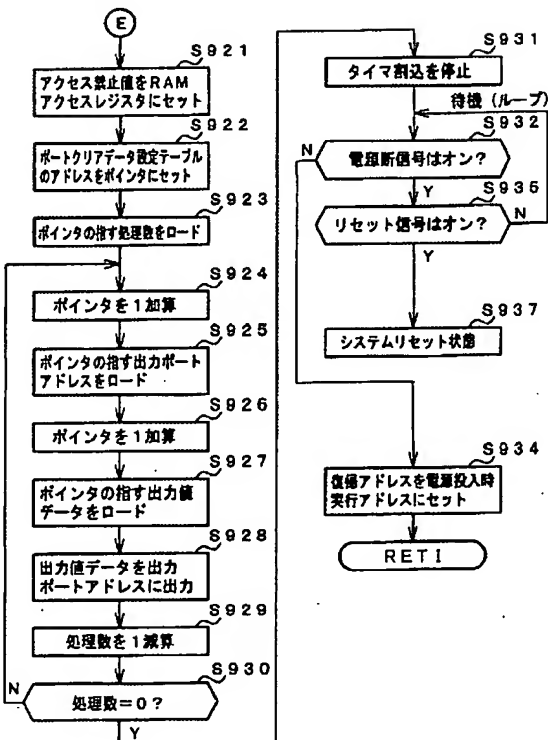 E
S921
アクセス禁止値をRAM
アクセスレジスタにセット
S922
ポートクリアデータ設定テーブル
のアドレスをポインタにセット
S923
ポインタの指す処理数をロード
S924
ポインタを1加算
S925
ポインタの指す出力ポート
アドレスをロード
S926
ポインタを1加算
S927
ポインタの指す出力値
データをロード
S928
出力値データを出力
ポートアドレスに出力
S929
処理数を1減算
S930
N
処理数=0?
Y
S931
タイマ割込を停止
待機(ループ)
S932
N
電源断信号はオン?
Y
S935
リセット信号はオン?
N
Y
S937
システムリセット状態
S934
復帰アドレスを電源投入時
実行アドレスにセット
RETI